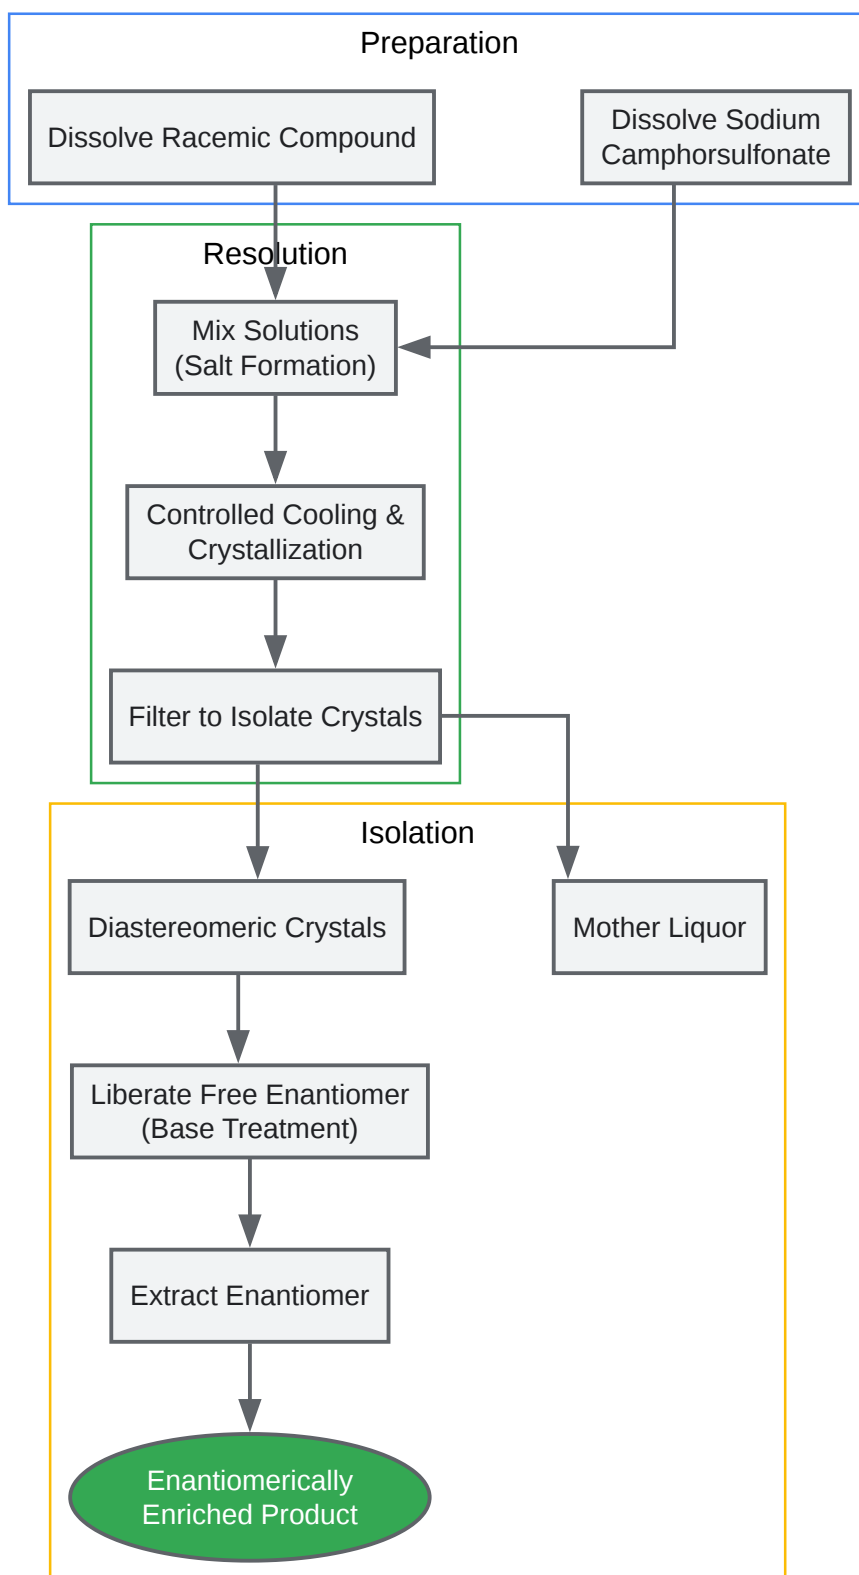 Preparation
Dissolve Racemic Compound
Dissolve Sodium
Camphorsulfonate
Resolution
Mix Solutions
(Salt Formation)
Controlled Cooling &
Crystallization
Filter to Isolate Crystals
Isolation
Diastereomeric Crystals
Mother Liquor
Liberate Free Enantiomer
(Base Treatment)
Extract Enantiomer
Enantiomerically
Enriched Product